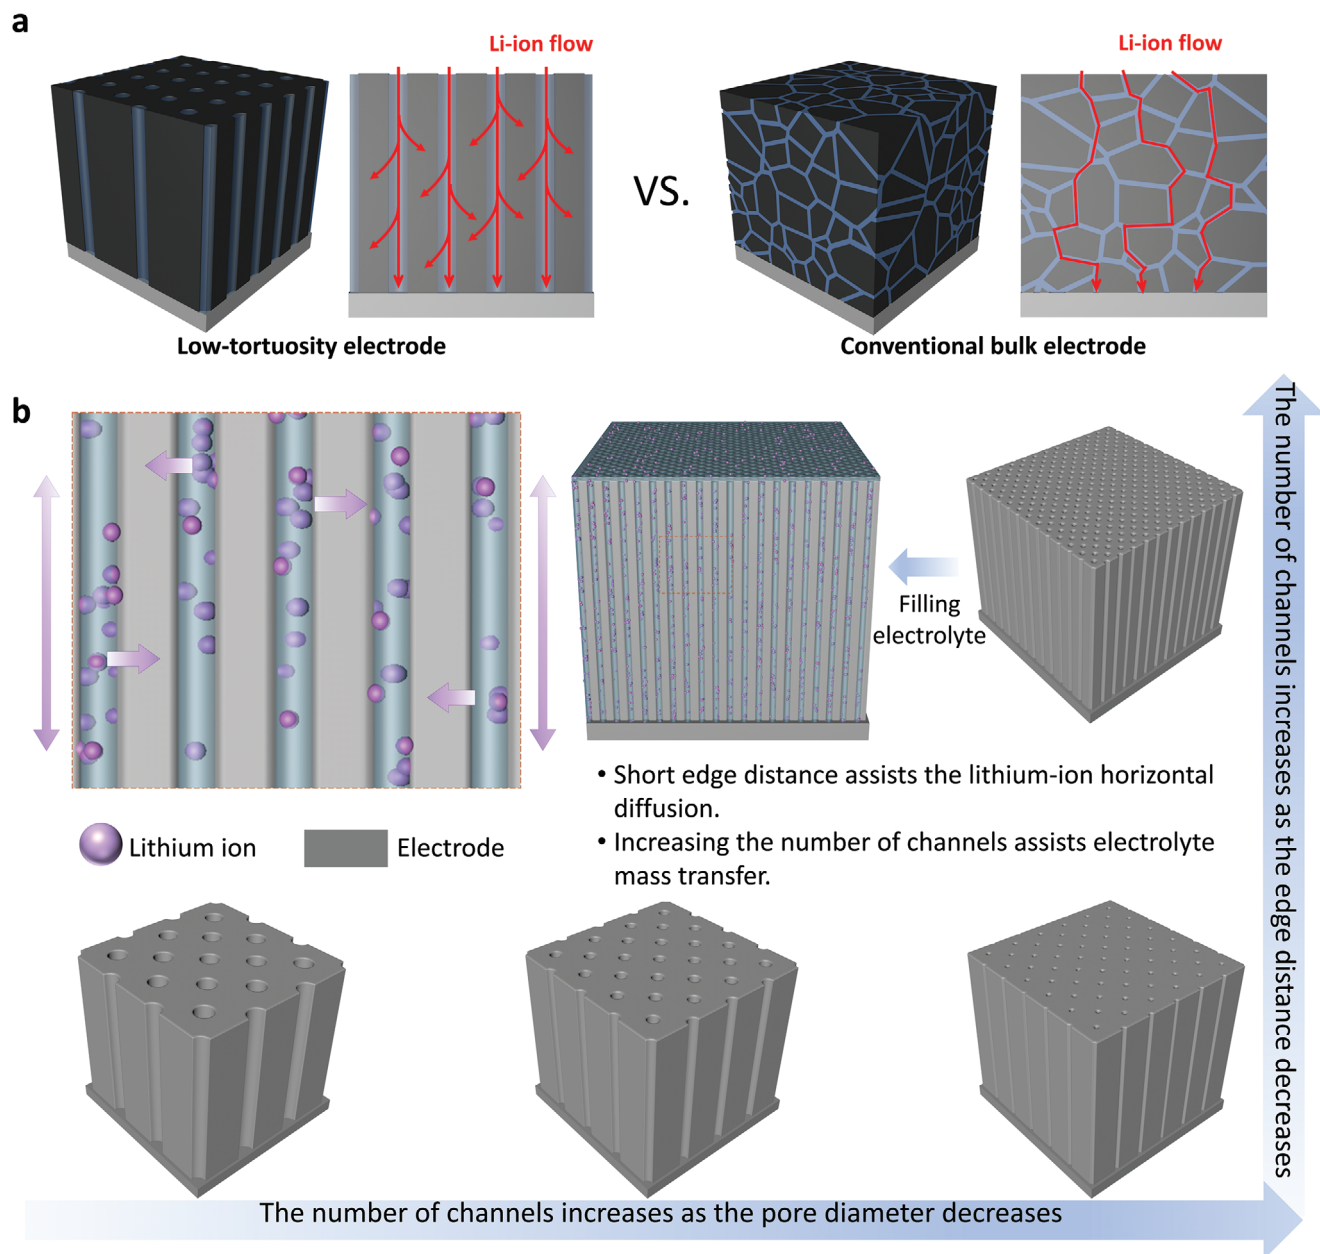 a
Li-ion flow
Li-ion flow
VS.
Low-tortuosity electrode
Conventional bulk electrode
b
Filling
electrolyte
• Short edge distance assists the lithium-ion horizontal
diffusion.
• Increasing the number of channels assists electrolyte
mass transfer.
Lithium ion
Electrode
The number of channels increases as the edge distance decreases
The number of channels increases as the pore diameter decreases